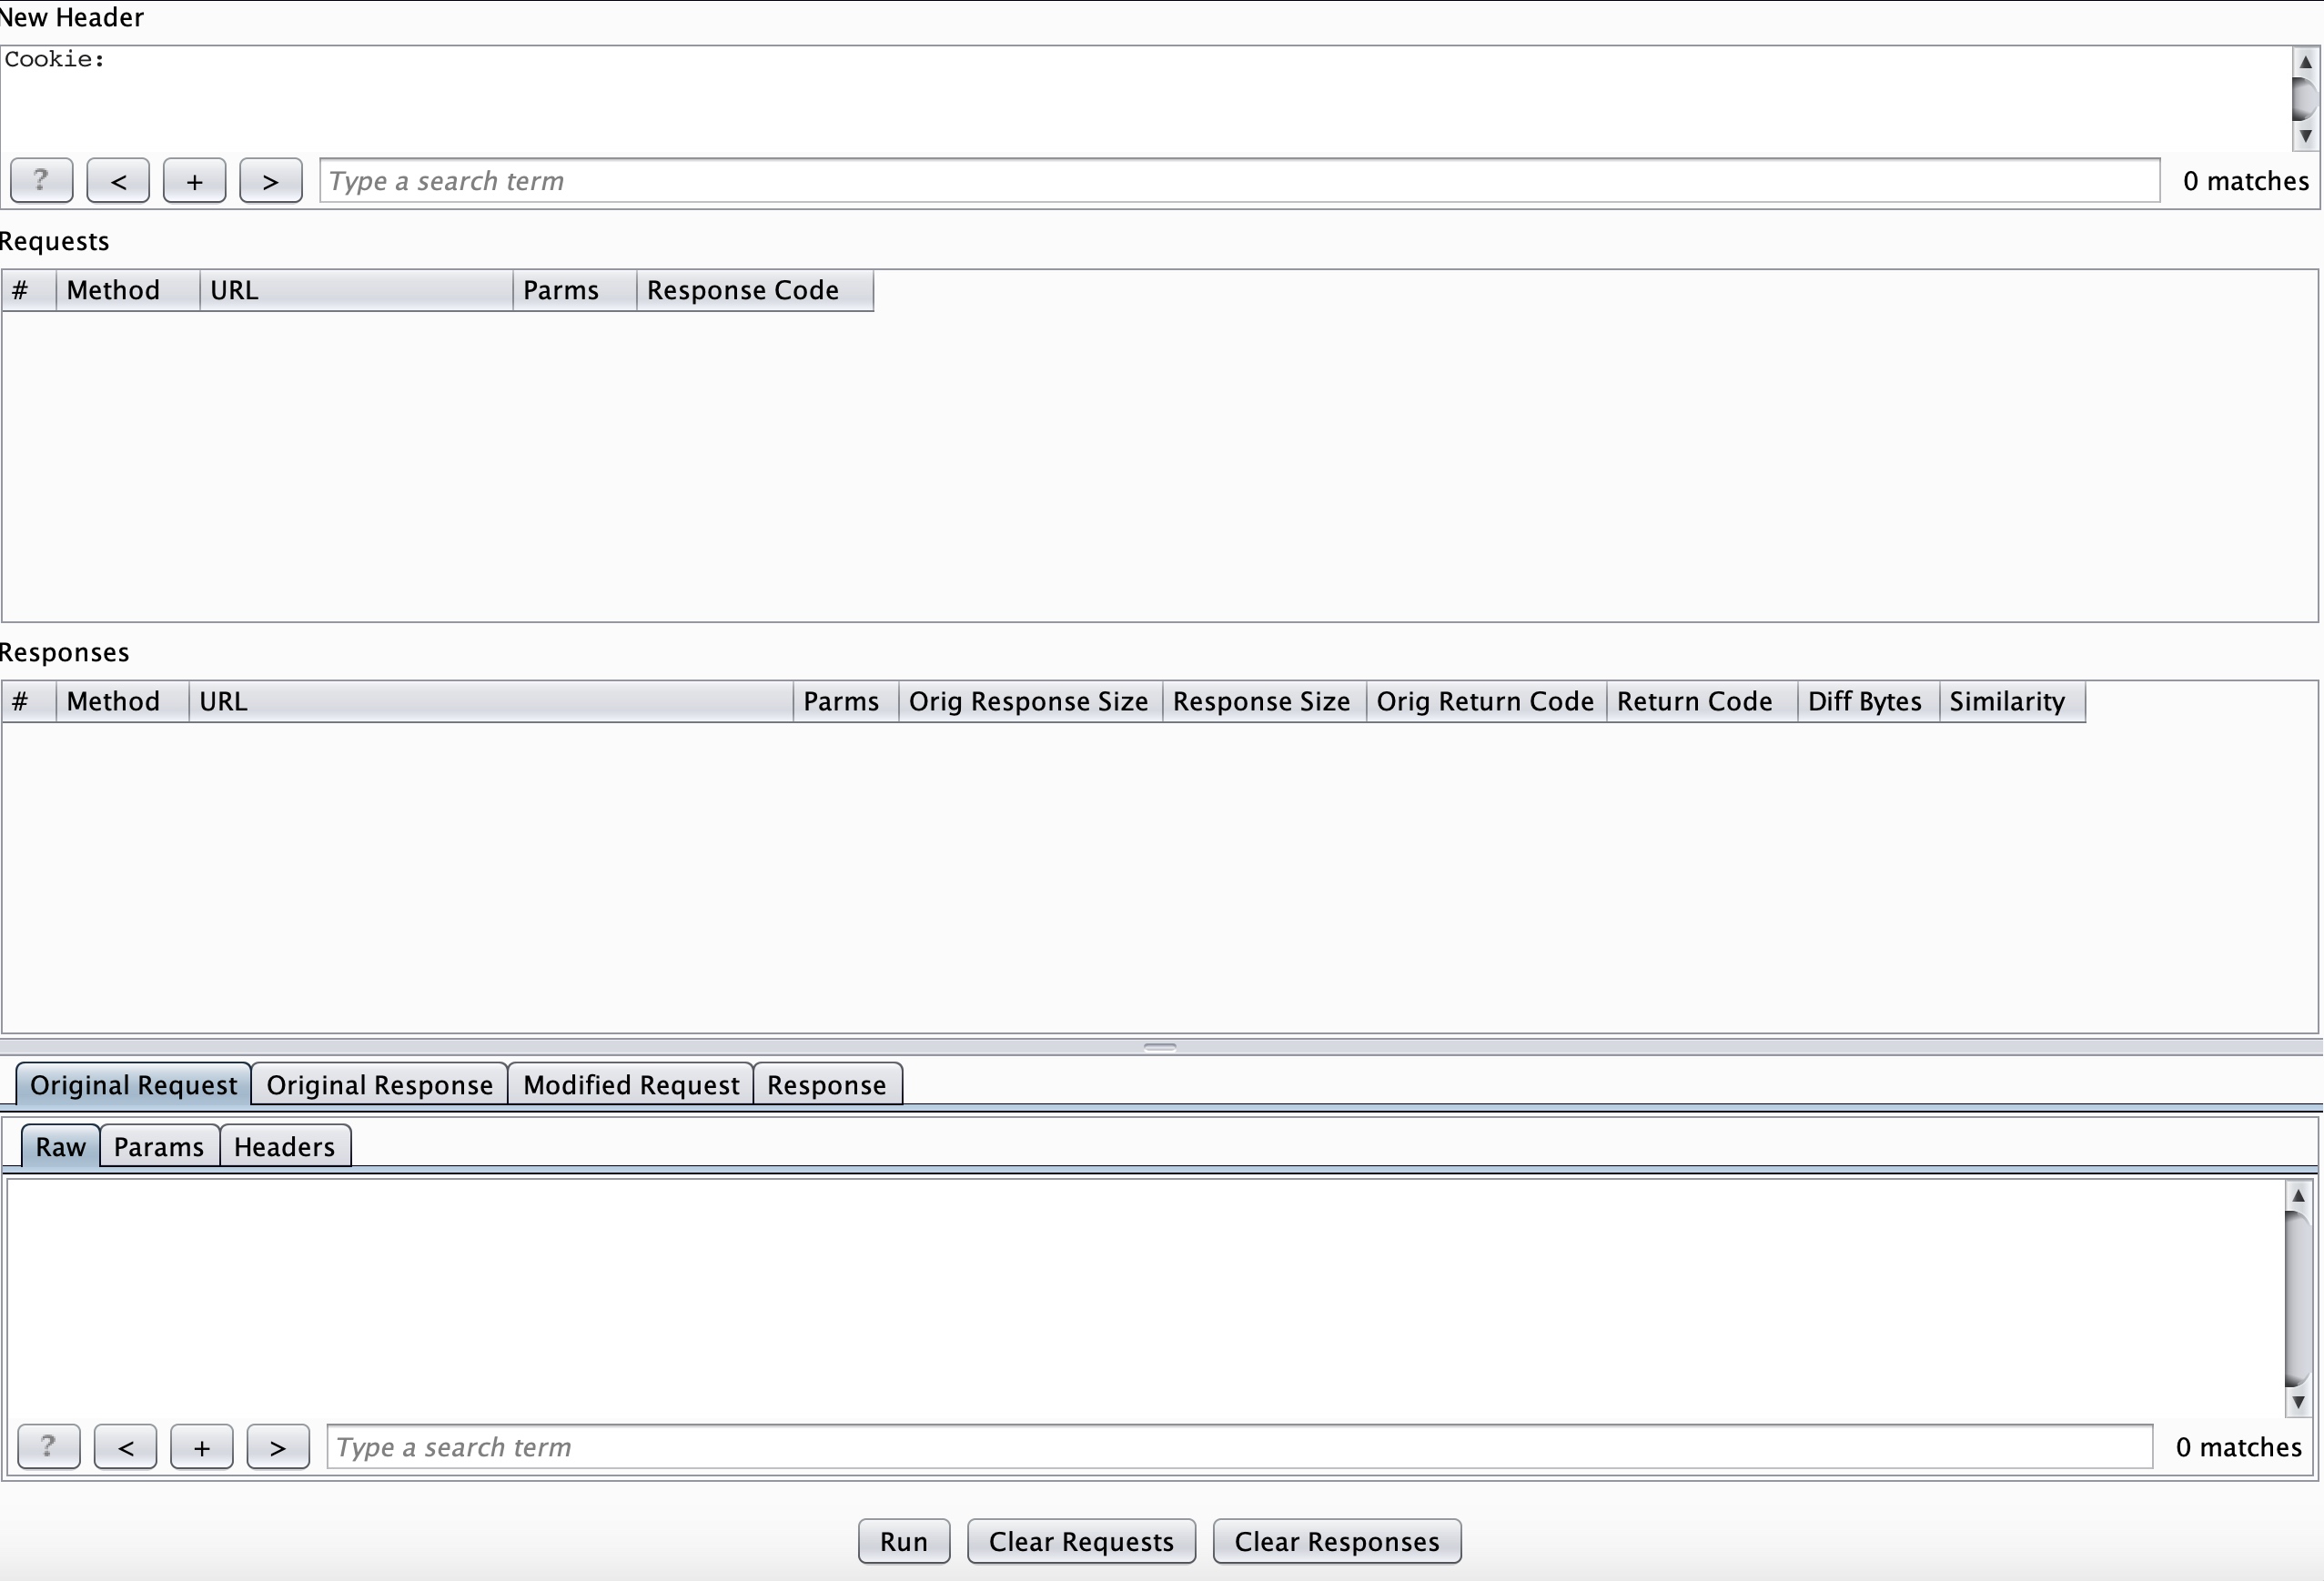 New Header
Cookie:
? < + > Type a search term 0 matches
Requests
# Method URL Parms Response Code
Responses
# Method URL Parms Orig Response Size Response Size Orig Return Code Return Code Diff Bytes Similarity
Original Request Original Response Modified Request Response
Raw Params Headers
? < + > Type a search term 0 matches
Run Clear Requests Clear Responses